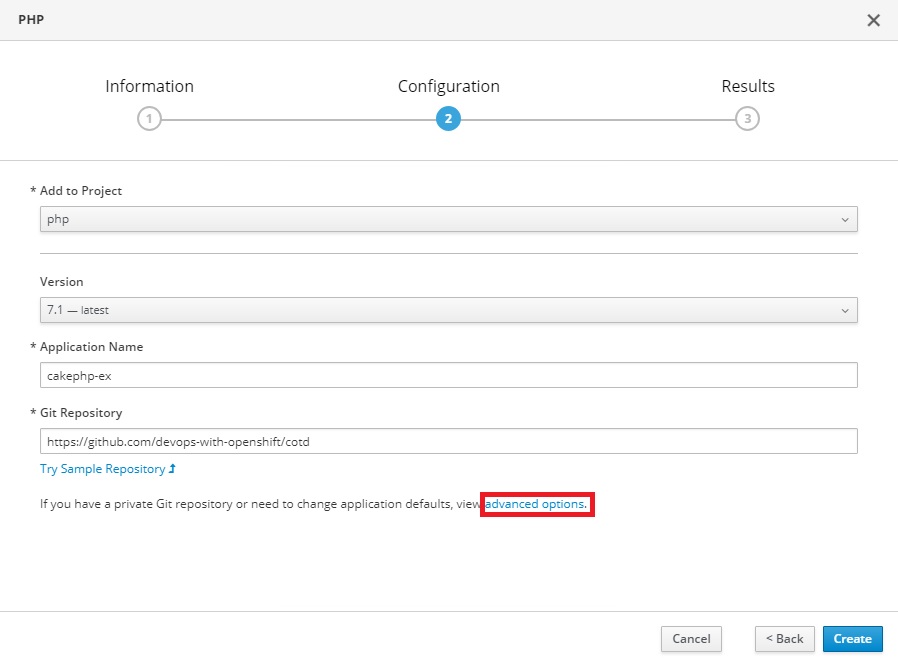 PHP
Information Configuration Results
1 2 3
* Add to Project
php
Version
7.1 — latest
* Application Name
cakephp-ex
* Git Repository
https://github.com/devops-with-openshift/cotd
Try Sample Repository
If you have a private Git repository or need to change application defaults, view advanced options.
Cancel < Back Create